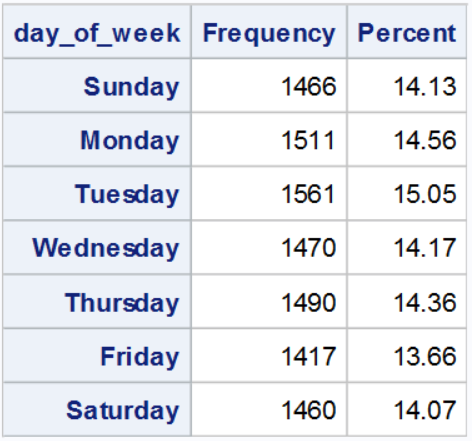 day_of_week Frequency Percent
Sunday 1466 14.13
Monday 1511 14.56
Tuesday 1561 15.05
Wednesday 1470 14.17
Thursday 1490 14.36
Friday 1417 13.66
Saturday 1460 14.07